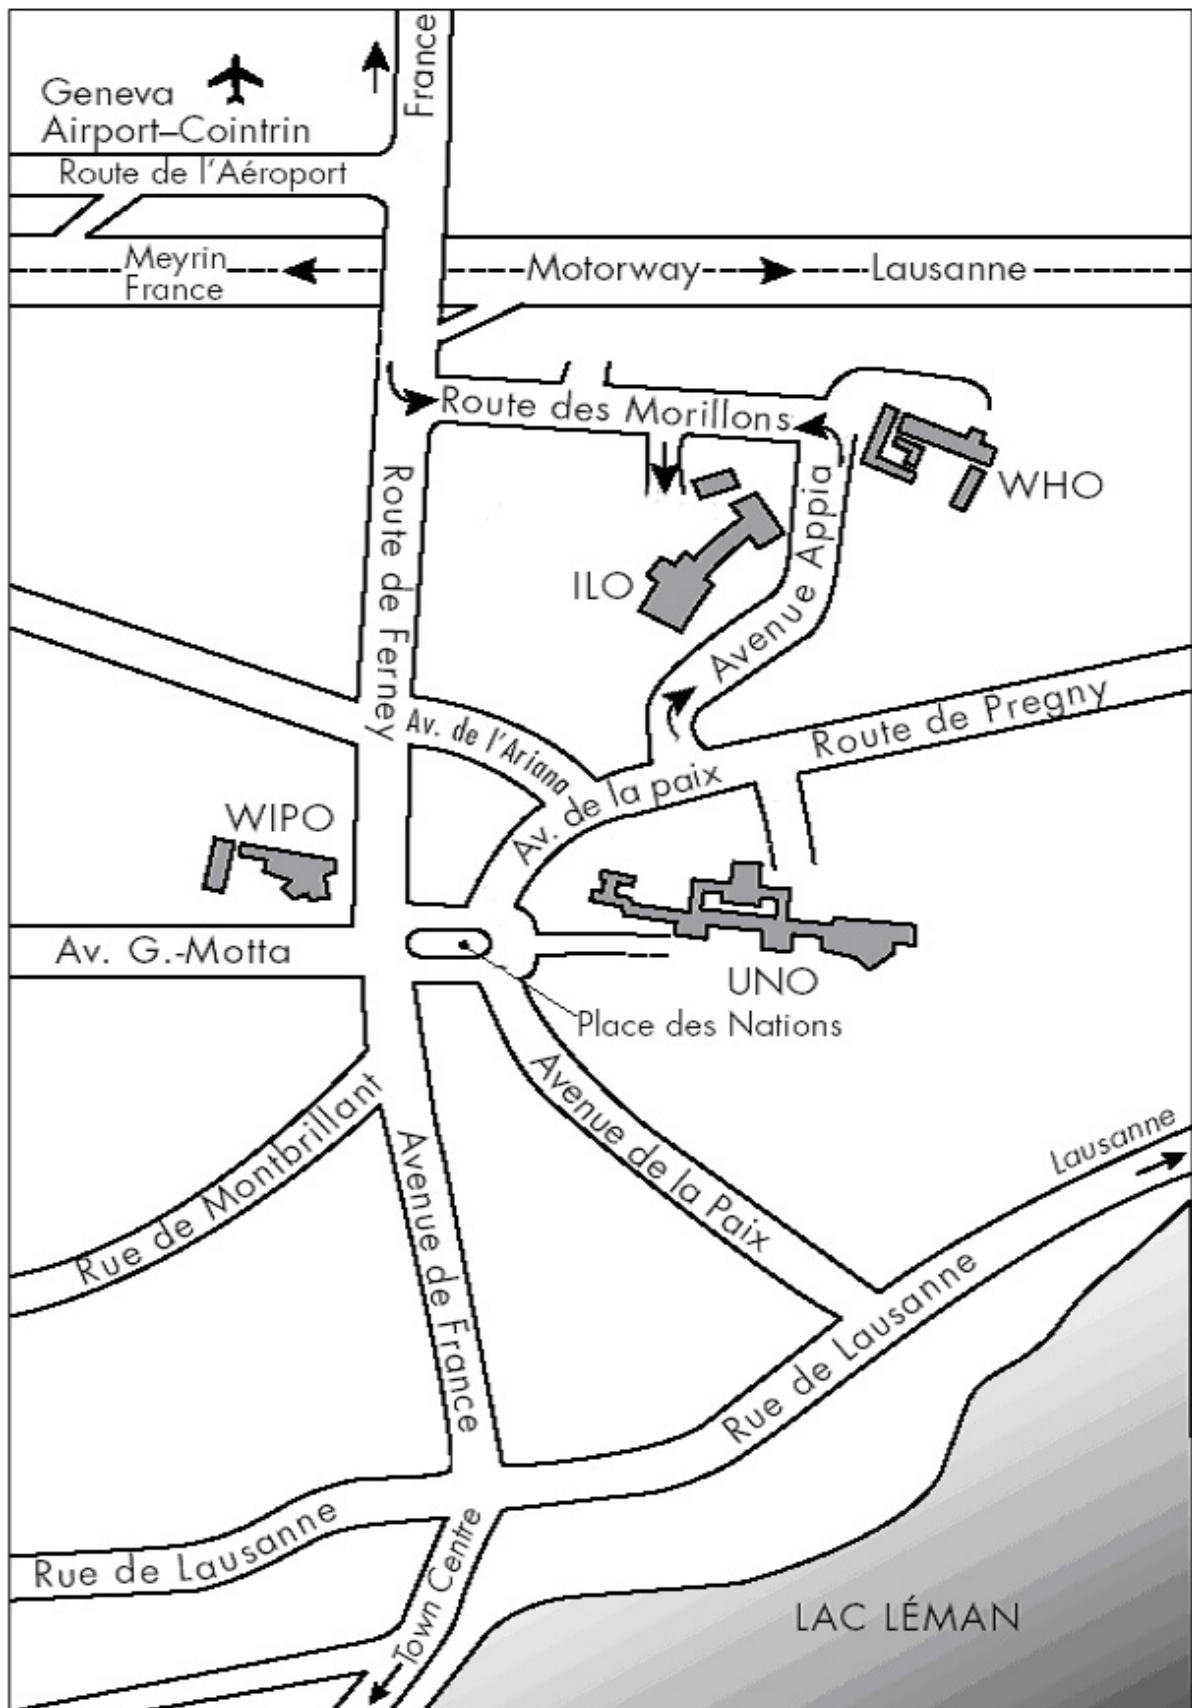 France
Geneva
Airport–Cointrin
Route de l'Aéroport
Meyrin
France
Motorway
Lausanne
Route des Morillons
WHO
Route de Ferney
Avenue Appia
ILO
Av. de l'Ariana
Route de Pregny
Av. de la paix
WIPO
Av. G.-Motta
UNO
Place des Nations
Avenue de la Paix
Rue de Montbrillant
Avenue de France
Lausanne
Rue de Lausanne
Rue de Lausanne
Town Centre
LAC LÉMAN